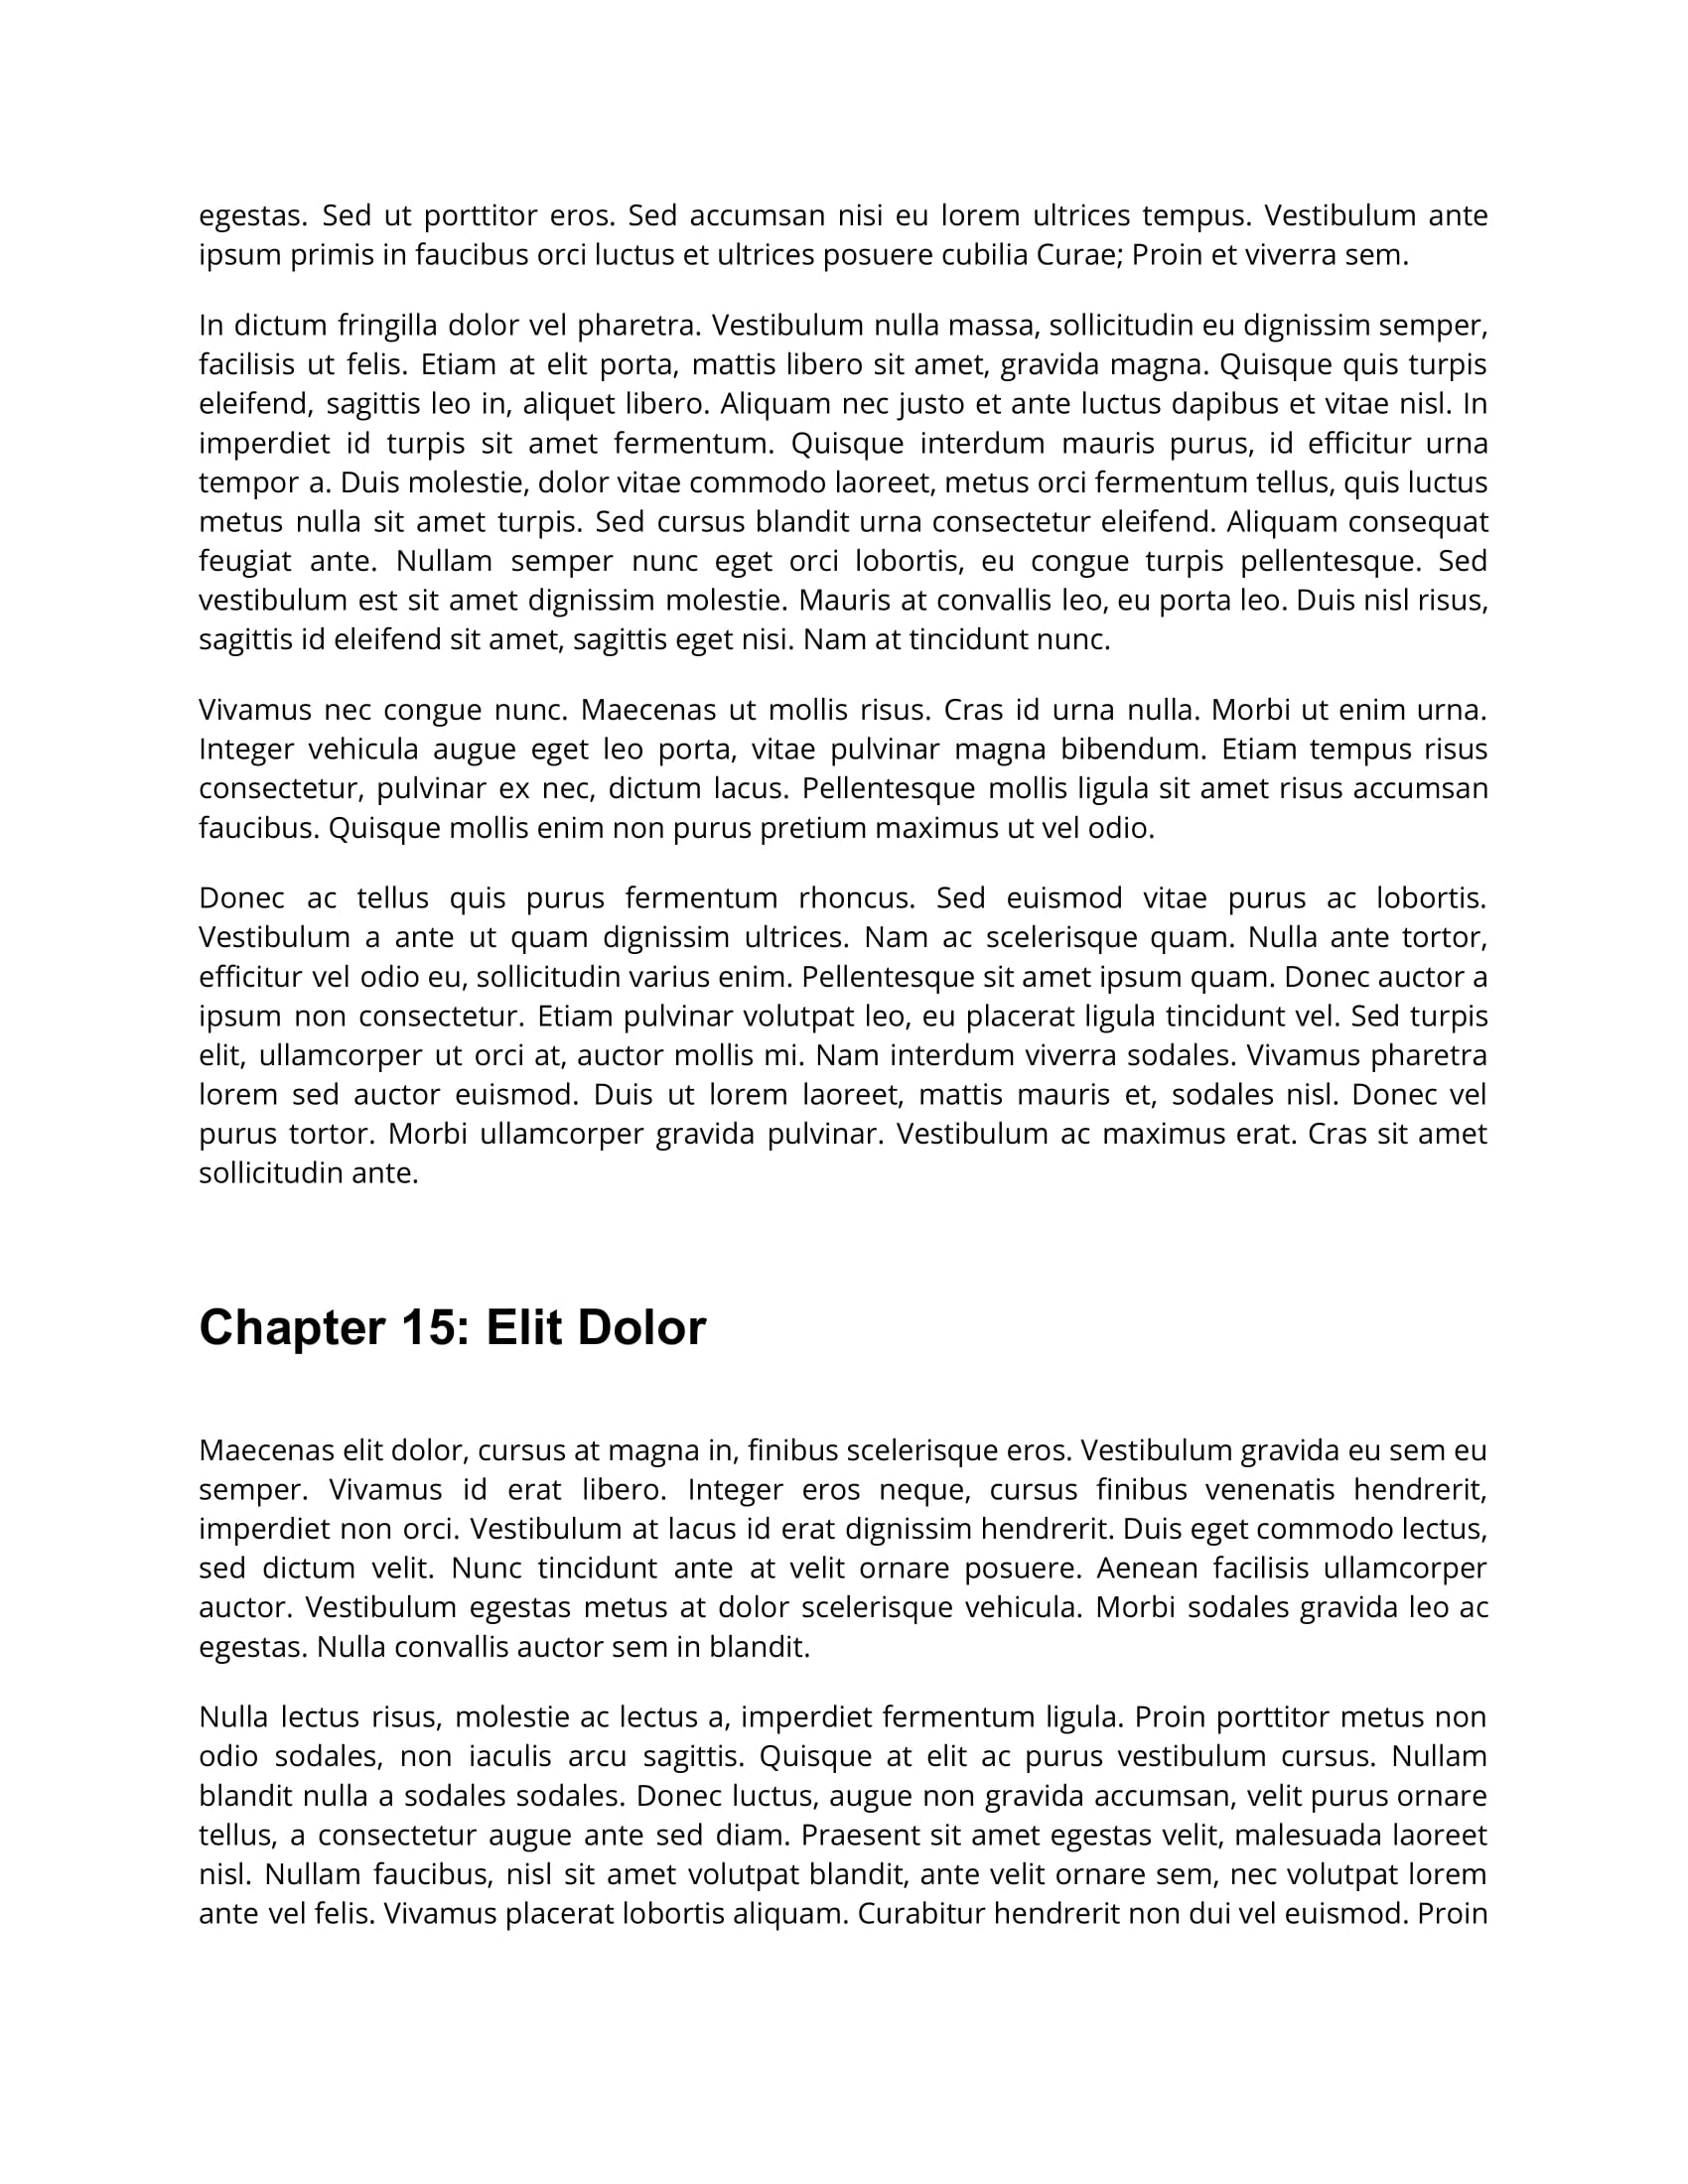 egestas. Sed ut porttitor eros. Sed accumsan nisi eu lorem ultrices tempus. Vestibulum ante
ipsum primis in faucibus orci luctus et ultrices posuere cubilia Curae; Proin et viverra sem.
In dictum fringilla dolor vel pharetra. Vestibulum nulla massa, sollicitudin eu dignissim semper,
facilisis ut felis. Etiam at elit porta, mattis libero sit amet, gravida magna. Quisque quis turpis
eleifend, sagittis leo in, aliquet libero. Aliquam nec justo et ante luctus dapibus et vitae nisl. In
imperdiet id turpis sit amet fermentum. Quisque interdum mauris purus, id efficitur urna
tempor a. Duis molestie, dolor vitae commodo laoreet, metus orci fermentum tellus, quis luctus
metus nulla sit amet turpis. Sed cursus blandit urna consectetur eleifend. Aliquam consequat
feugiat ante. Nullam semper nunc eget orci lobortis, eu congue turpis pellentesque. Sed
vestibulum est sit amet dignissim molestie. Mauris at convallis leo, eu porta leo. Duis nisl risus,
sagittis id eleifend sit amet, sagittis eget nisi. Nam at tincidunt nunc.
Vivamus nec congue nunc. Maecenas ut mollis risus. Cras id urna nulla. Morbi ut enim urna.
Integer vehicula augue eget leo porta, vitae pulvinar magna bibendum. Etiam tempus risus
consectetur, pulvinar ex nec, dictum lacus. Pellentesque mollis ligula sit amet risus accumsan
faucibus. Quisque mollis enim non purus pretium maximus ut vel odio.
Donec ac tellus quis purus fermentum rhoncus. Sed euismod vitae purus ac lobortis.
Vestibulum a ante ut quam dignissim ultrices. Nam ac scelerisque quam. Nulla ante tortor,
efficitur vel odio eu, sollicitudin varius enim. Pellentesque sit amet ipsum quam. Donec auctor a
ipsum non consectetur. Etiam pulvinar volutpat leo, eu placerat ligula tincidunt vel. Sed turpis
elit, ullamcorper ut orci at, auctor mollis mi. Nam interdum viverra sodales. Vivamus pharetra
lorem sed auctor euismod. Duis ut lorem laoreet, mattis mauris et, sodales nisl. Donec vel
purus tortor. Morbi ullamcorper gravida pulvinar. Vestibulum ac maximus erat. Cras sit amet
sollicitudin ante.
Chapter 15: Elit Dolor
Maecenas elit dolor, cursus at magna in, finibus scelerisque eros. Vestibulum gravida eu sem eu
semper. Vivamus id erat libero. Integer eros neque, cursus finibus venenatis hendrerit,
imperdiet non orci. Vestibulum at lacus id erat dignissim hendrerit. Duis eget commodo lectus,
sed dictum velit. Nunc tincidunt ante at velit ornare posuere. Aenean facilisis ullamcorper
auctor. Vestibulum egestas metus at dolor scelerisque vehicula. Morbi sodales gravida leo ac
egestas. Nulla convallis auctor sem in blandit.
Nulla lectus risus, molestie ac lectus a, imperdiet fermentum ligula. Proin porttitor metus non
odio sodales, non iaculis arcu sagittis. Quisque at elit ac purus vestibulum cursus. Nullam
blandit nulla a sodales sodales. Donec luctus, augue non gravida accumsan, velit purus ornare
tellus, a consectetur augue ante sed diam. Praesent sit amet egestas velit, malesuada laoreet
nisl. Nullam faucibus, nisl sit amet volutpat blandit, ante velit ornare sem, nec volutpat lorem
ante vel felis. Vivamus placerat lobortis aliquam. Curabitur hendrerit non dui vel euismod. Proin